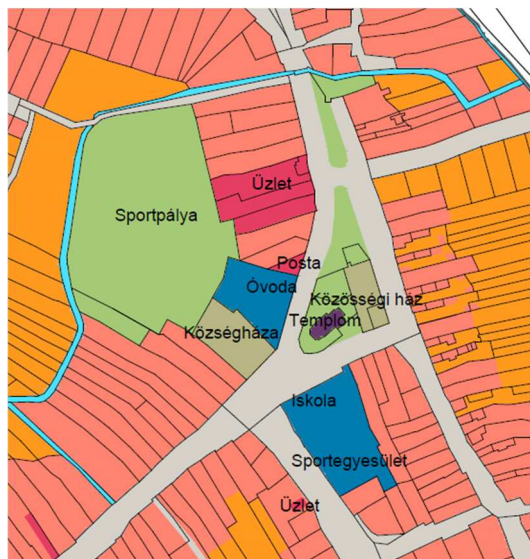 Üzlet
Sportpálya
Posta
Óvoda
Közösségi ház
Templom
Községháza
Iskola
Sportegyesület
Üzlet